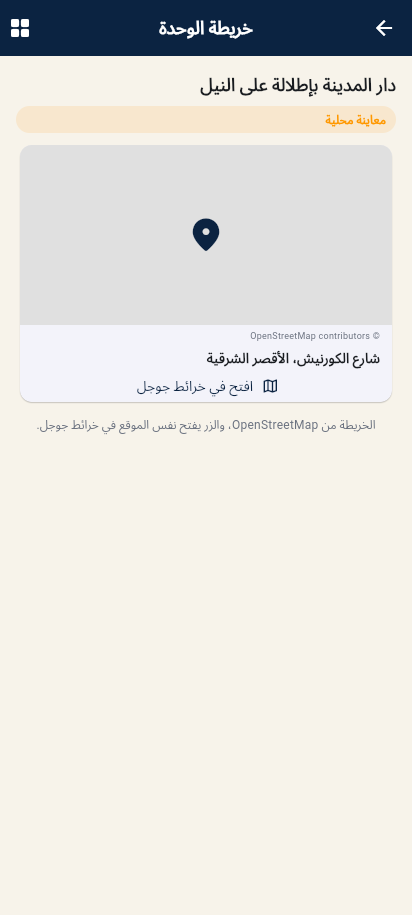 خريطة الوحدة
دار المدينة بإطلالة على النيل
معاينة محلية
© OpenStreetMap contributors
شارع الكورنيش، الأقصر الشرقية
افتح في خرائط جوجل
الخريطة من OpenStreetMap، والزر يفتح نفس الموقع في خرائط جوجل.